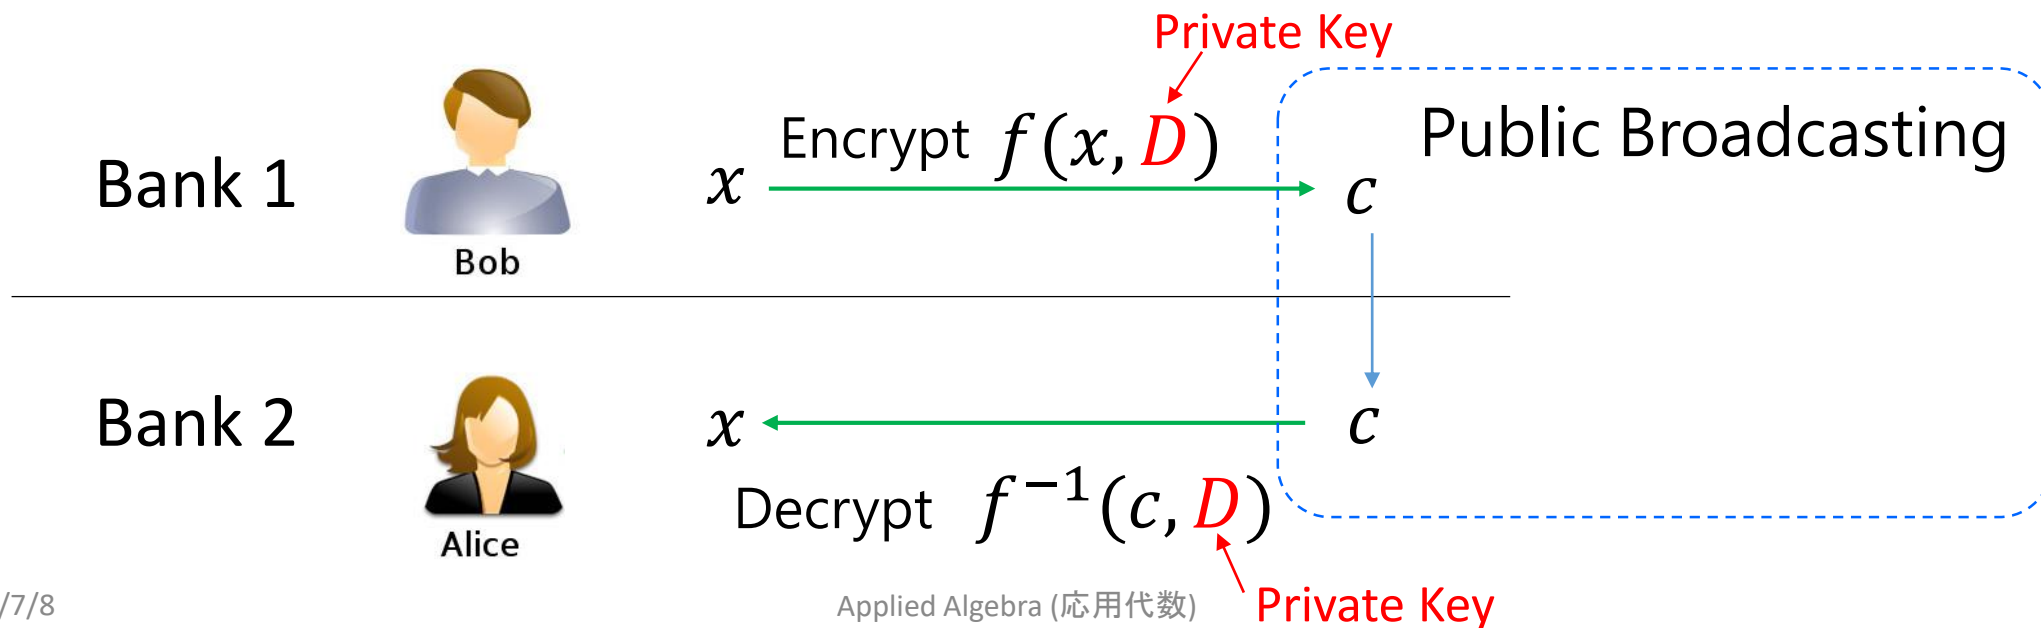 Private Key
Encrypt f(x, D)
Public Broadcasting
Bank 1
x
c
Bob
Bank 2
x
c
Decrypt f⁻¹(c, D)
Alice
/7/8
Applied Algebra (応用代数)
Private Key